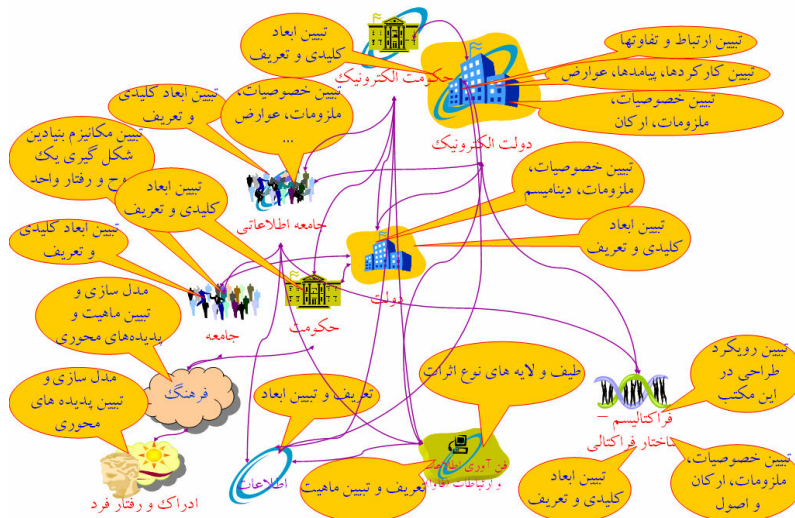 تبیین ابعاد
کلیدی و تعریف
حکومت الکترونیک
تبیین ارتباط و تفاوتها
تبیین کارکردها، پیامدها، عوارض
تبیین خصوصیات،
ملزومات، ارکان
دولت الکترونیک
تبیین ابعاد کلیدی
و تعریف
تبیین خصوصیات،
ملزومات، عوارض
...
جامعه اطلاعاتی
تبیین مکانیزم بنیادین
شکل گیری یک
و رفتار واحد
تبیین ابعاد
کلیدی و تعریف
تبیین خصوصیات،
ملزومات، دینامیسم
تبیین ابعاد
کلیدی و تعریف
دولت
تبیین ابعاد کلیدی
و تعریف
جامعه
حکومت
مدل سازی و
تبیین ماهیت و
پدیده‌های محوری
فرهنگ
مدل سازی و
تبیین پدیده های
محوری
ادراک و رفتار فرد
تعریف و تبیین ابعاد
اطلاعات
طیف و لایه های نوع اثرات
فن آوری اطلاعات
و ارتباطات
تعریف و تبیین ماهیت
تبیین رویکرد
طراحی در
این مکتب
فراکتالیسم –
ساختار فراکتالی
تبیین ابعاد
کلیدی و تعریف
تبیین خصوصیات،
ملزومات، ارکان
و اصول